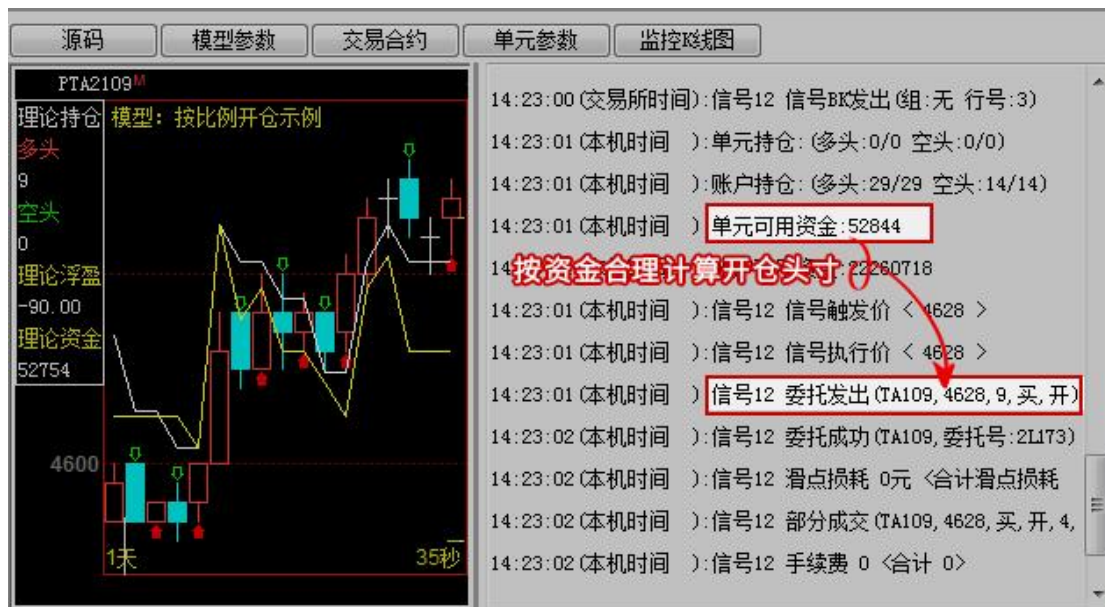 源码 模型参数 交易合约 单元参数 监控K线图
PTA2109M
理论持仓
多头
9
空头
0
理论浮盈
-90.00
理论资金
52754
模型：按比例开仓示例
4600
1天 35秒
14:23:00(交易所时间):信号12 信号BK发出(组:无 行号:3)
14:23:01(本机时间 ):单元持仓:(多头:0/0 空头:0/0)
14:23:01(本机时间 ):账户持仓:(多头:29/29 空头:14/14)
14:23:01(本机时间 ) 单元可用资金:52844
按资金合理计算开仓头寸
22260718
14:23:01(本机时间 ):信号12 信号触发价 < 4628 >
14:23:01(本机时间 ):信号12 信号执行价 < 4628 >
14:23:01(本机时间 ) 信号12 委托发出(TA109,4628,9,买,开)
14:23:02(本机时间 ):信号12 委托成功(TA109,委托号:2L173)
14:23:02(本机时间 ):信号12 滑点损耗 0元 <合计滑点损耗
14:23:02(本机时间 ):信号12 部分成交(TA109,4628,买,开,4,
14:23:02(本机时间 ):信号12 手续费 0 <合计 0>